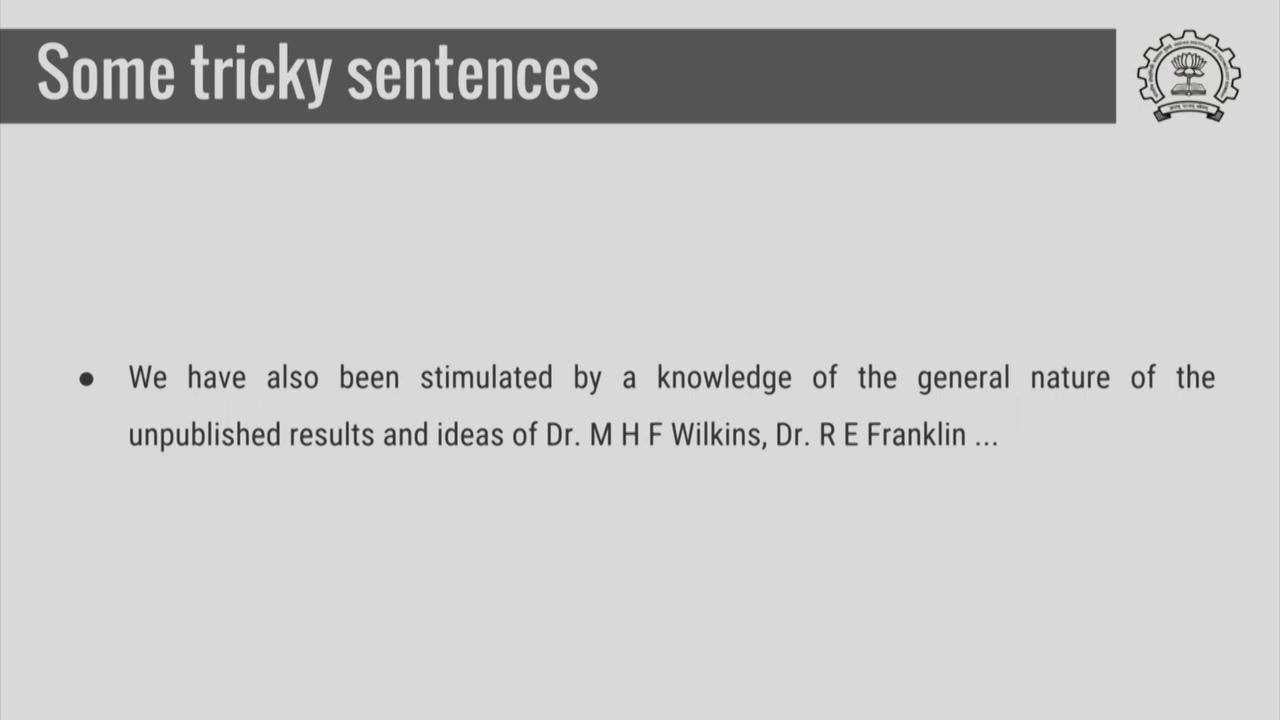 Some tricky sentences
● We have also been stimulated by a knowledge of the general nature of the
unpublished results and ideas of Dr. M H F Wilkins, Dr. R E Franklin ...